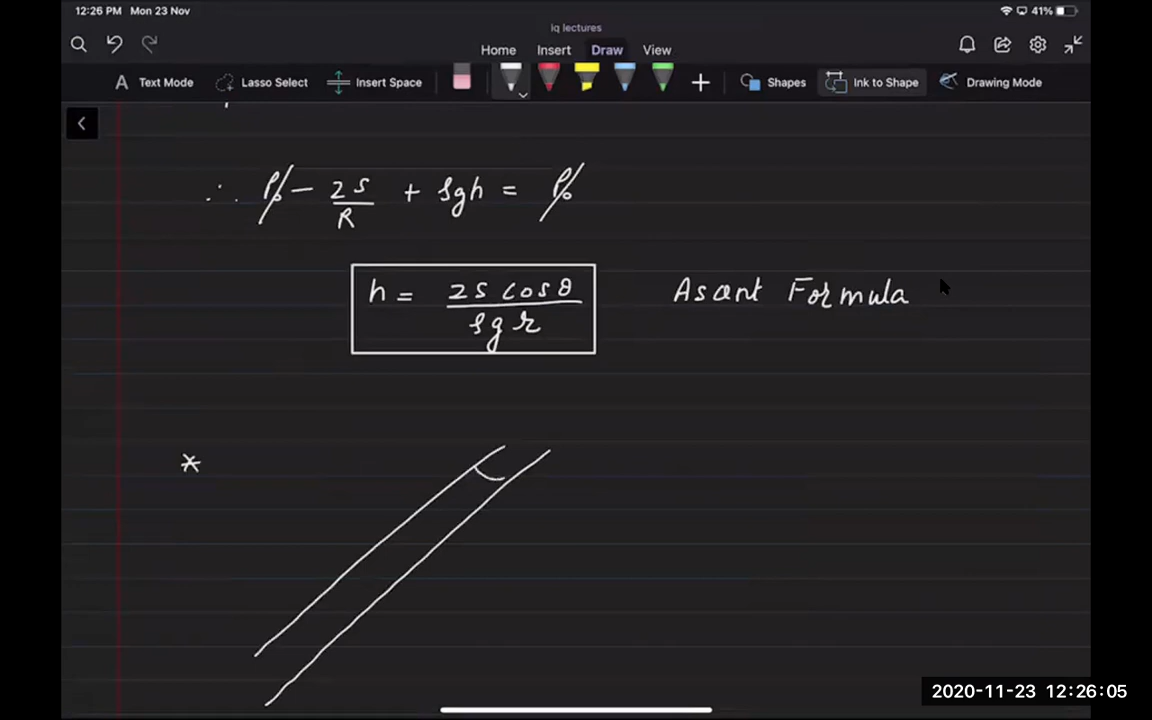 12:26 PM Mon 23 Nov
41%
iq lectures
Home Insert Draw View
Text Mode Lasso Select Insert Space + Shapes Ink to Shape Drawing Mode
∴ P₀ − 2S/R + ρgh = P₀
h = 2S cosθ / ρgr Ascent Formula
*
2020-11-23 12:26:05